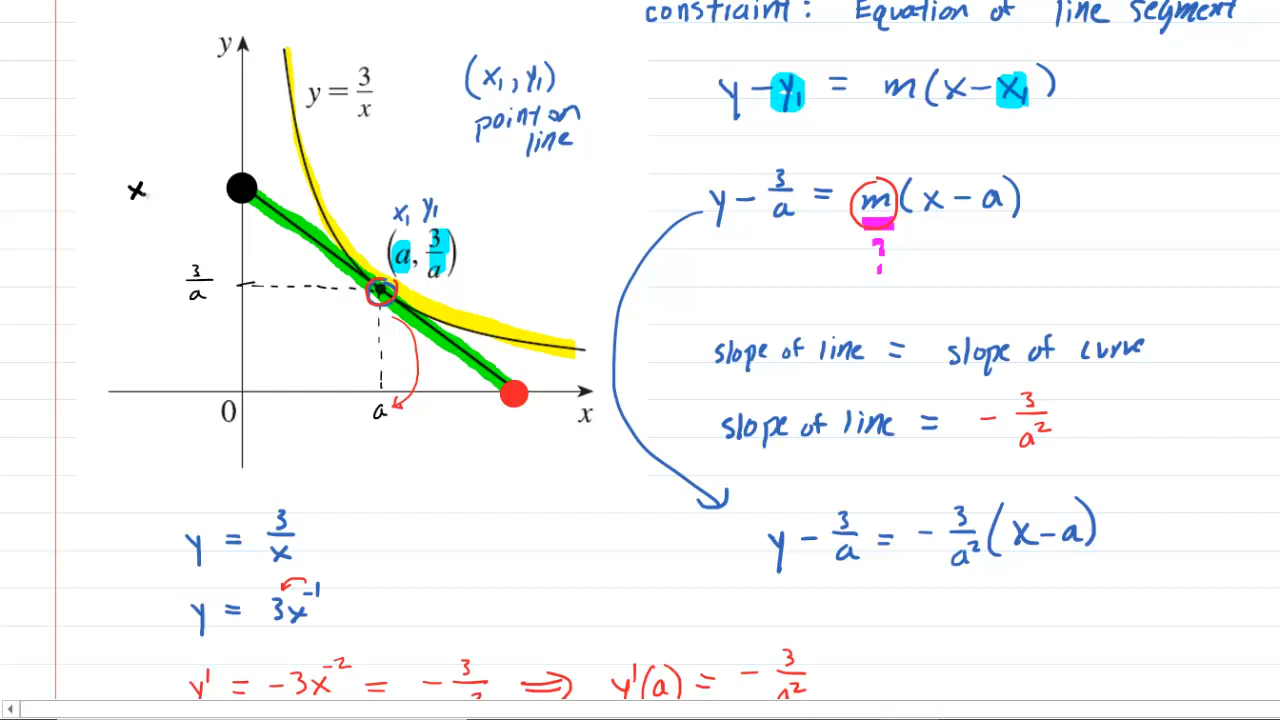 constraint: Equation of line segment
y
y = 3/x
(x₁, y₁)
point on
line
y - y₁ = m(x - x₁)
x
x₁ y₁
(a, 3/a)
3/a
y - 3/a = m(x - a)
?
0
a
x
slope of line = slope of curve
slope of line = - 3/a²
y - 3/a = - 3/a² (x - a)
y = 3/x
y = 3x⁻¹
y' = -3x⁻² = - 3/ ⟹ y'(a) = - 3/a²